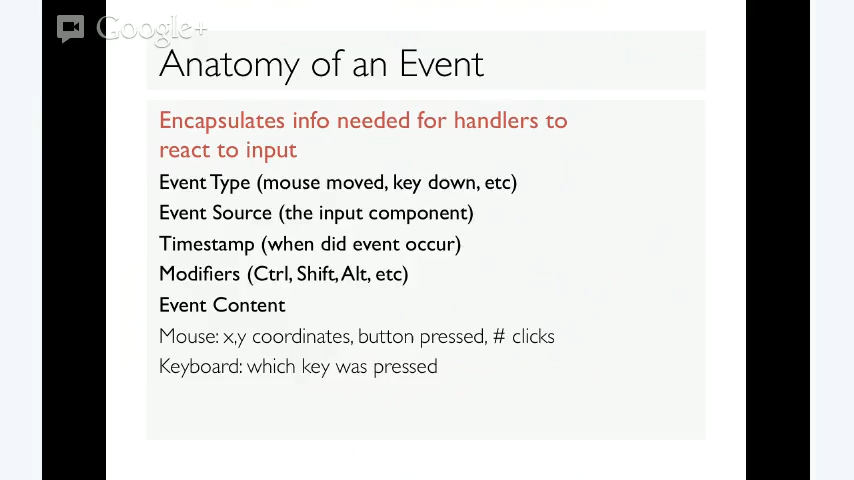 Google+
Anatomy of an Event
Encapsulates info needed for handlers to
react to input
Event Type (mouse moved, key down, etc)
Event Source (the input component)
Timestamp (when did event occur)
Modifiers (Ctrl, Shift, Alt, etc)
Event Content
Mouse: x,y coordinates, button pressed, # clicks
Keyboard: which key was pressed